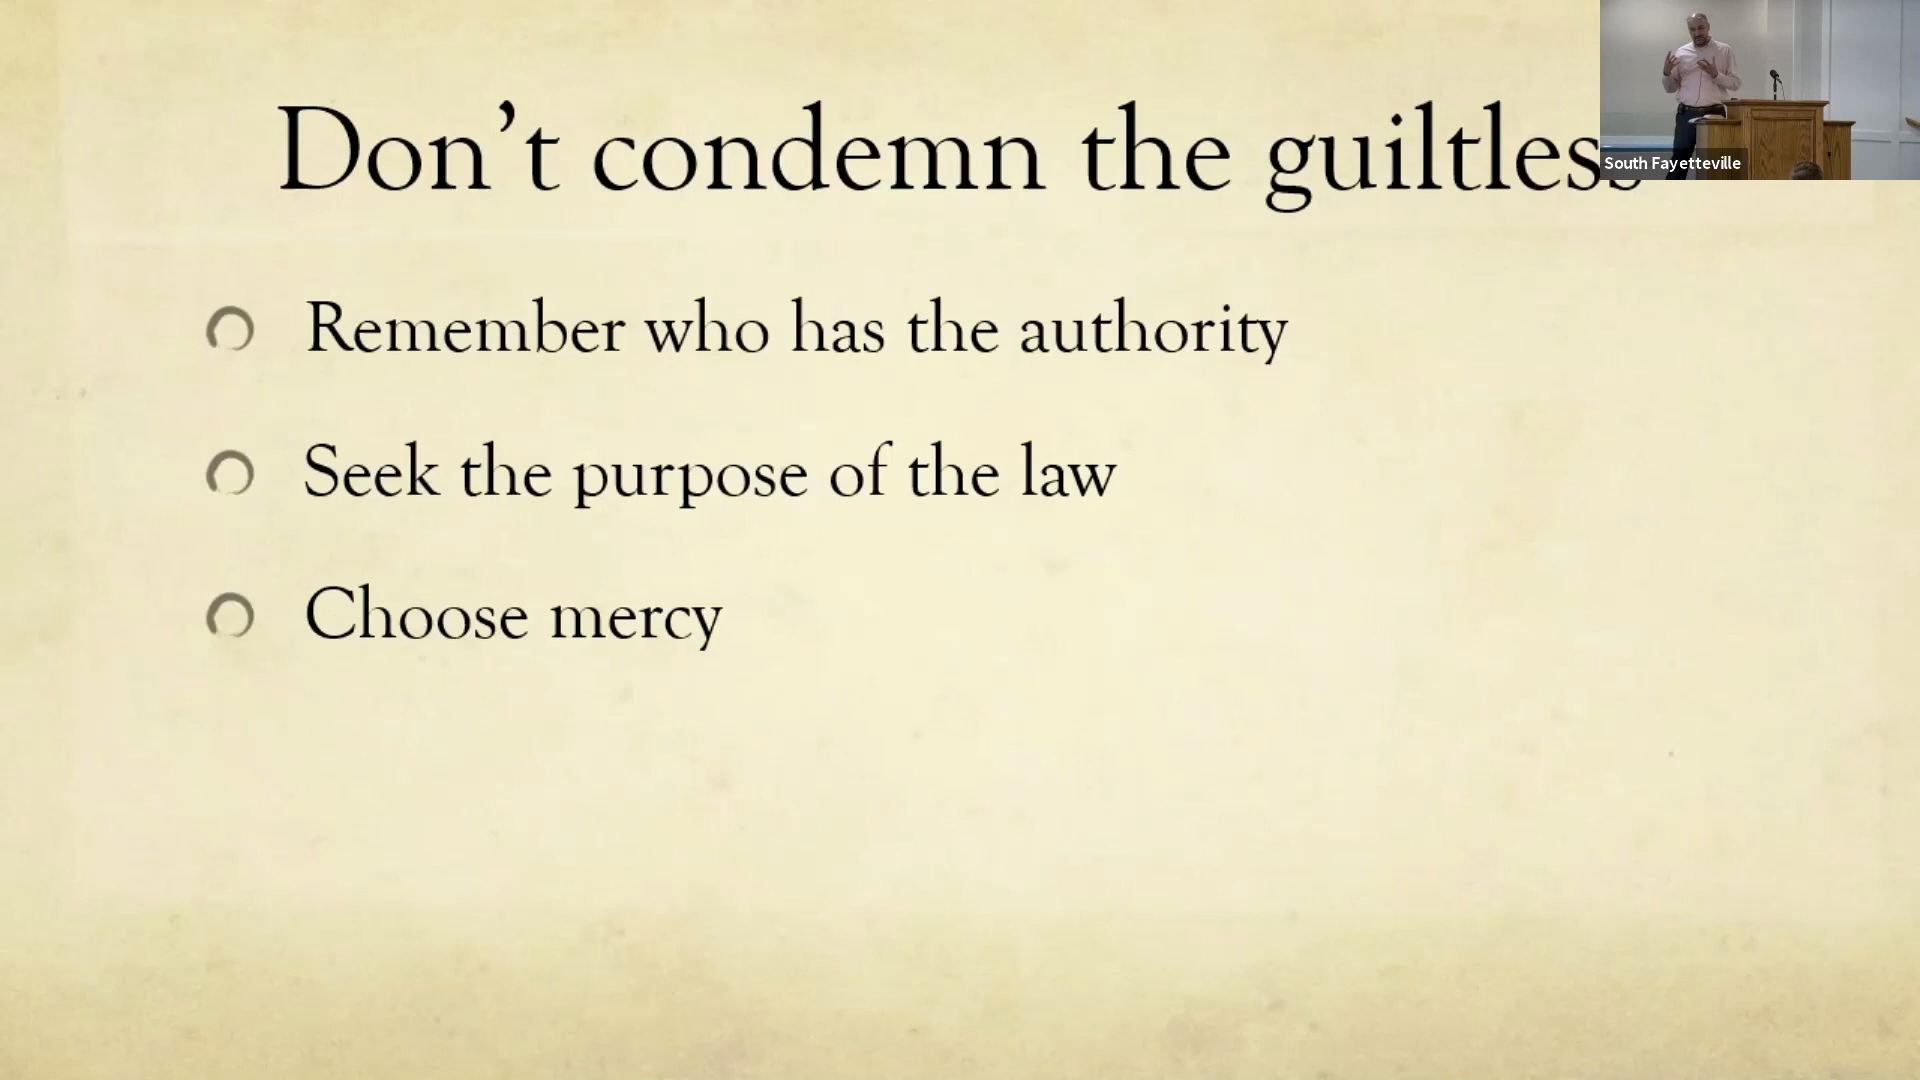 Don’t condemn the guiltless
Remember who has the authority
Seek the purpose of the law
Choose mercy
South Fayetteville